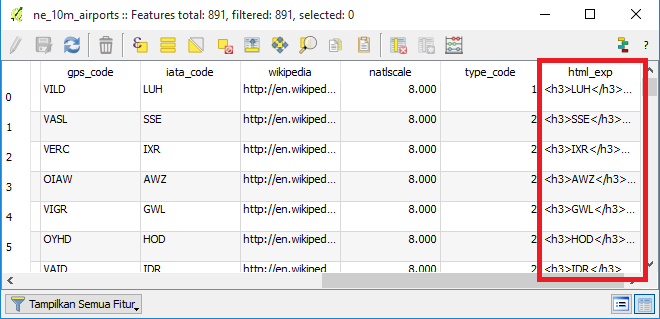 ne_10m_airports :: Features total: 891, filtered: 891, selected: 0
?
gps_code iata_code wikipedia natlscale type_code html_exp
0 VILD LUH http://en.wikiped... 8.000 1 <h3>LUH</h3>...
1 VASL SSE http://en.wikiped... 8.000 2 <h3>SSE</h3>...
2 VERC IXR http://en.wikiped... 8.000 2 <h3>IXR</h3>...
3 OIAW AWZ http://en.wikiped... 8.000 2 <h3>AWZ</h3>...
4 VIGR GWL http://en.wikiped... 8.000 2 <h3>GWL</h3>...
5 OYHD HOD http://en.wikiped... 8.000 2 <h3>HOD</h3>...
VAID IDR http://en.wikiped 8.000 2 <h3>IDR</h3>
Tampilkan Semua Fitur